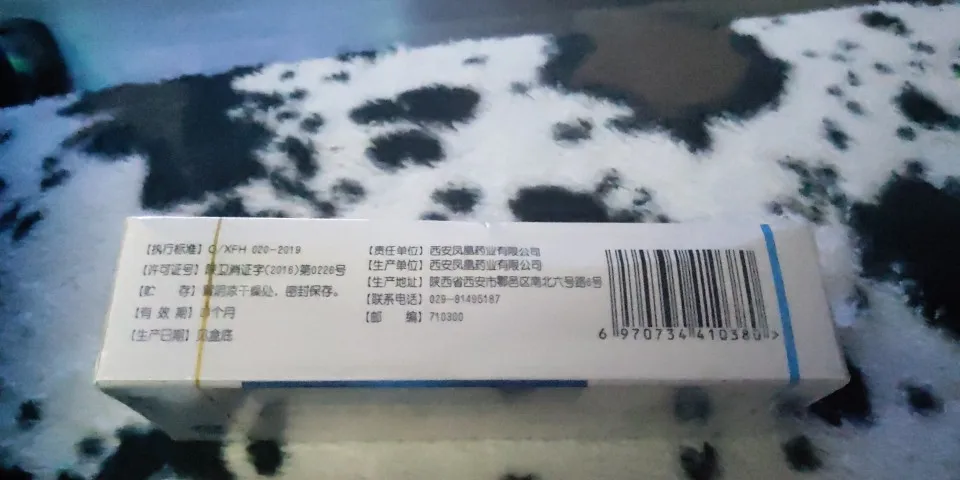 【执行标准】Q/XFH 020-2019
【许可证号】陕卫消证字(2016)第0226号
【贮 存】置阴凉干燥处、密封保存。
【有 效 期】 个月
【生产日期】见盒底
【责任单位】西安凤凰药业有限公司
【生产单位】西安凤凰药业有限公司
【生产地址】陕西省西安市鄠邑区南北六号路6号
【联系电话】029-81495187
【邮 编】710300
6 970734 410380 >